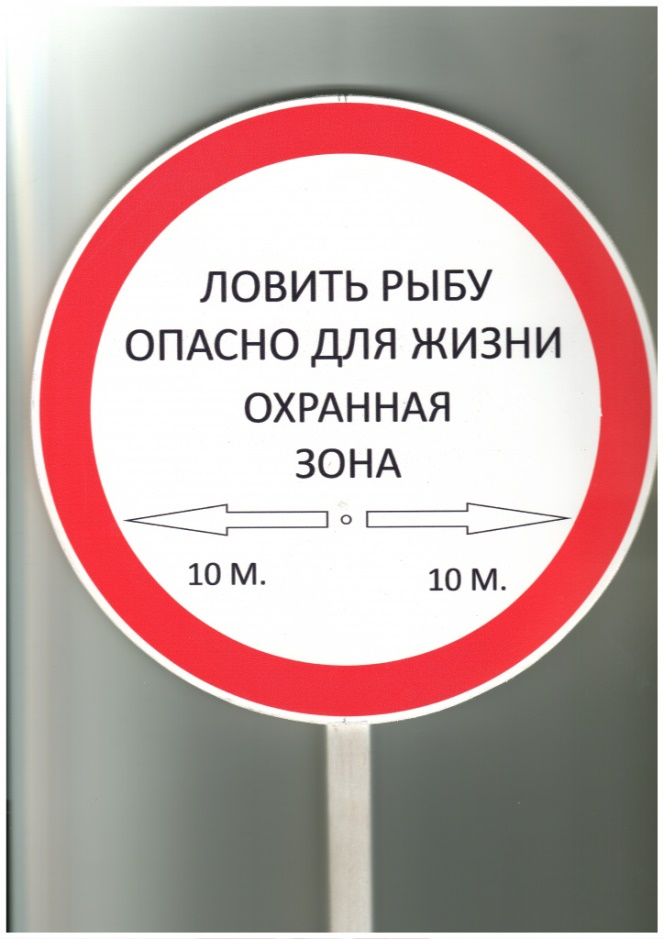 ЛОВИТЬ РЫБУ
ОПАСНО ДЛЯ ЖИЗНИ
ОХРАННАЯ
ЗОНА
10 М. 10 М.